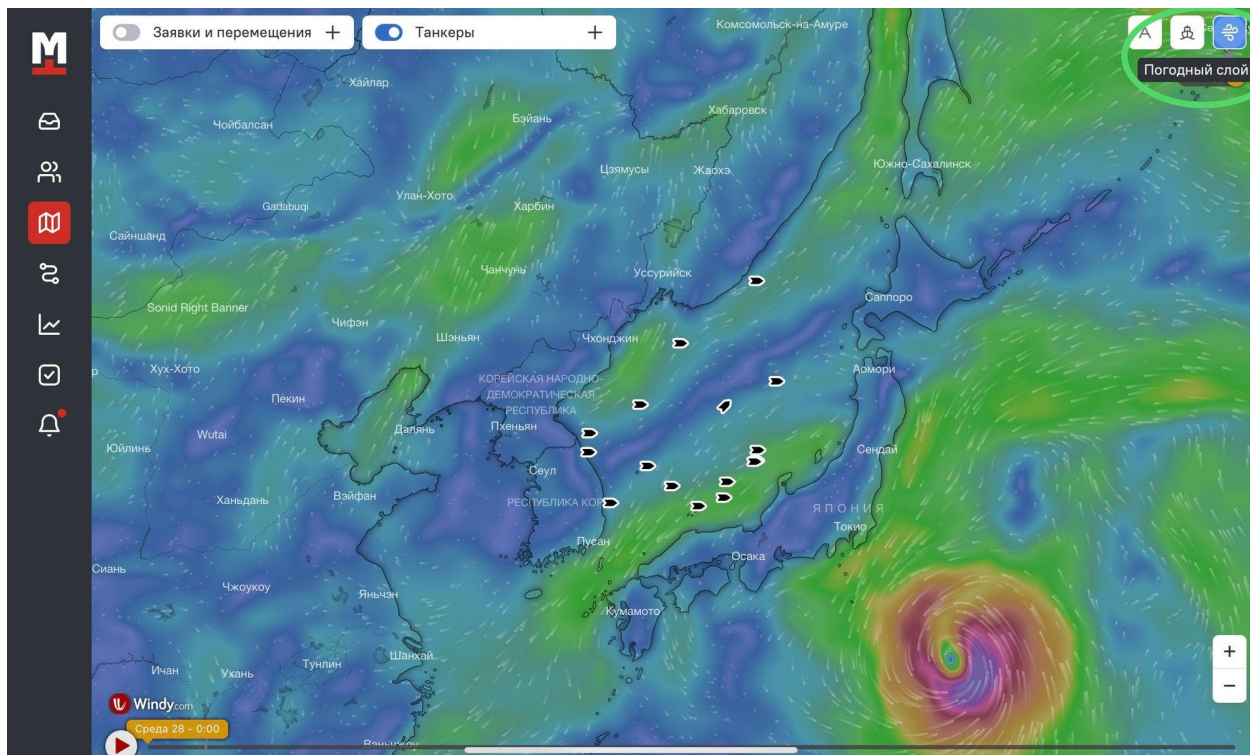 М
Заявки и перемещения
Танкеры
Погодный слой
Комсомольск-на-Амуре
Хайлар
Чойбалсан
Бэйань
Хабаровск
Цзямусы
Жаохэ
Южно-Сахалинск
Улан-Хото
Gadabuqi
Харбин
Сайншанд
Чанчунь
Уссурийск
Sonid Right Banner
Саппоро
Чифэн
Шэньян
Чхонджин
Хух-Хото
Аомори
КОРЕЙСКАЯ НАРОДНО-
ДЕМОКРАТИЧЕСКАЯ
РЕСПУБЛИКА
Пекин
Далянь
Пхеньян
Wutai
Юйлинь
Сендай
Сеул
Ханьдань
Вэйфан
РЕСПУБЛИКА КОР
ЯПОНИЯ
Токио
Пусан
Осака
Сиань
Чжоукоу
Яньчэн
Кумамото
Шанхай
Ичан
Ухань
Тунлин
Windy.com
Среда 28 - 0:00